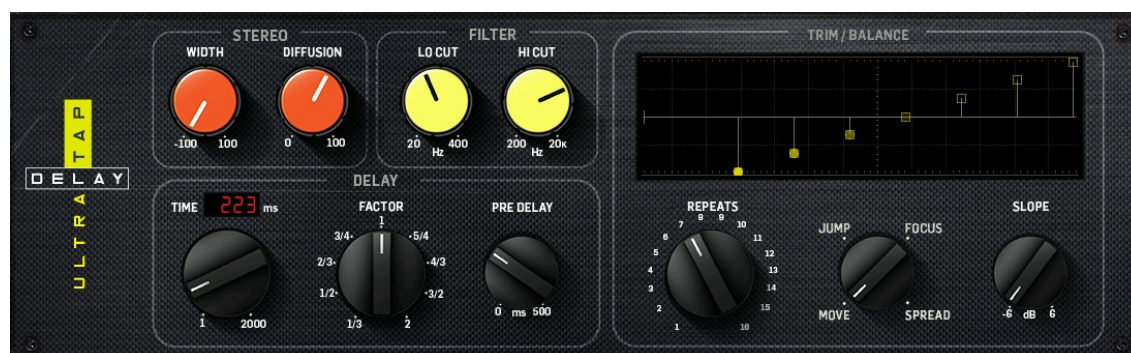 ULTRA TAP
DELAY
STEREO
WIDTH
-100 100
DIFFUSION
0 100
FILTER
LO CUT
20 Hz 400
HI CUT
200 Hz 20K
DELAY
TIME 223 ms
1 2000
FACTOR
1/3 1/2 2/3 3/4 1 5/4 4/3 3/2 2
PRE DELAY
0 ms 500
TRIM/BALANCE
REPEATS
1 2 3 4 5 6 7 8 9 10 11 12 13 14 15 16
JUMP FOCUS
MOVE SPREAD
SLOPE
-6 dB 6